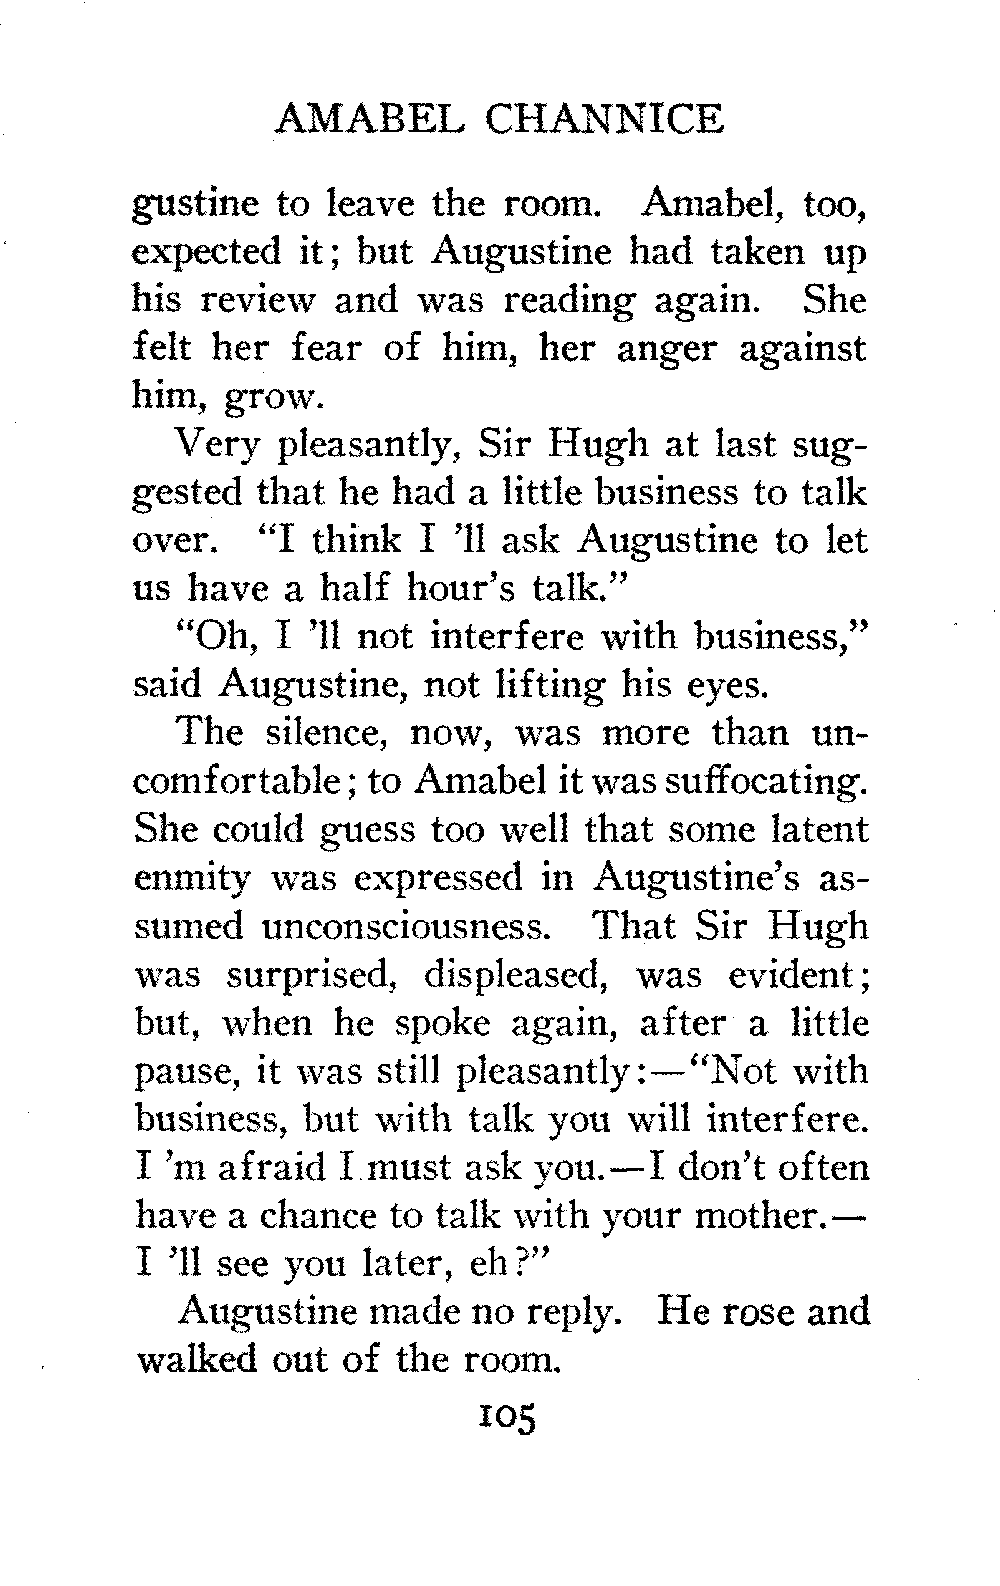 AMABEL CHANNICE
gustine to leave the room. Amabel, too,
expected it; but Augustine had taken up
his review and was reading again. She
felt her fear of him, her anger against
him, grow.
Very pleasantly, Sir Hugh at last sug-
gested that he had a little business to talk
over. “I think I ’ll ask Augustine to let
us have a half hour’s talk.”
“Oh, I ’ll not interfere with business,”
said Augustine, not lifting his eyes.
The silence, now, was more than un-
comfortable; to Amabel it was suffocating.
She could guess too well that some latent
enmity was expressed in Augustine’s as-
sumed unconsciousness. That Sir Hugh
was surprised, displeased, was evident;
but, when he spoke again, after a little
pause, it was still pleasantly:—“Not with
business, but with talk you will interfere.
I ’m afraid I must ask you.—I don’t often
have a chance to talk with your mother.—
I ’ll see you later, eh?”
Augustine made no reply. He rose and
walked out of the room.
105